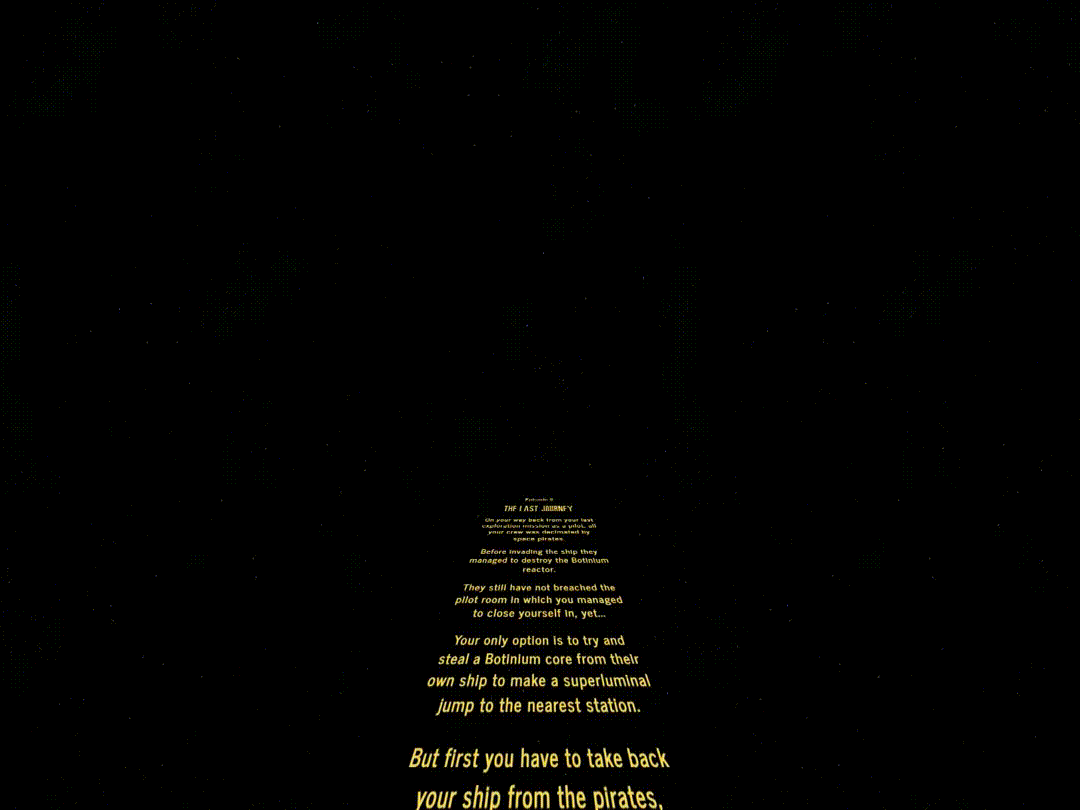 THE LAST JOURNEY
On your way back from your last
exploration mission as a pilot, all
your crew was decimated by
space pirates.
Before invading the ship they
managed to destroy the Botinium
reactor.
They still have not breached the
pilot room in which you managed
to close yourself in, yet...
Your only option is to try and
steal a Botinium core from their
own ship to make a superluminal
jump to the nearest station.
But first you have to take back
your ship from the pirates,